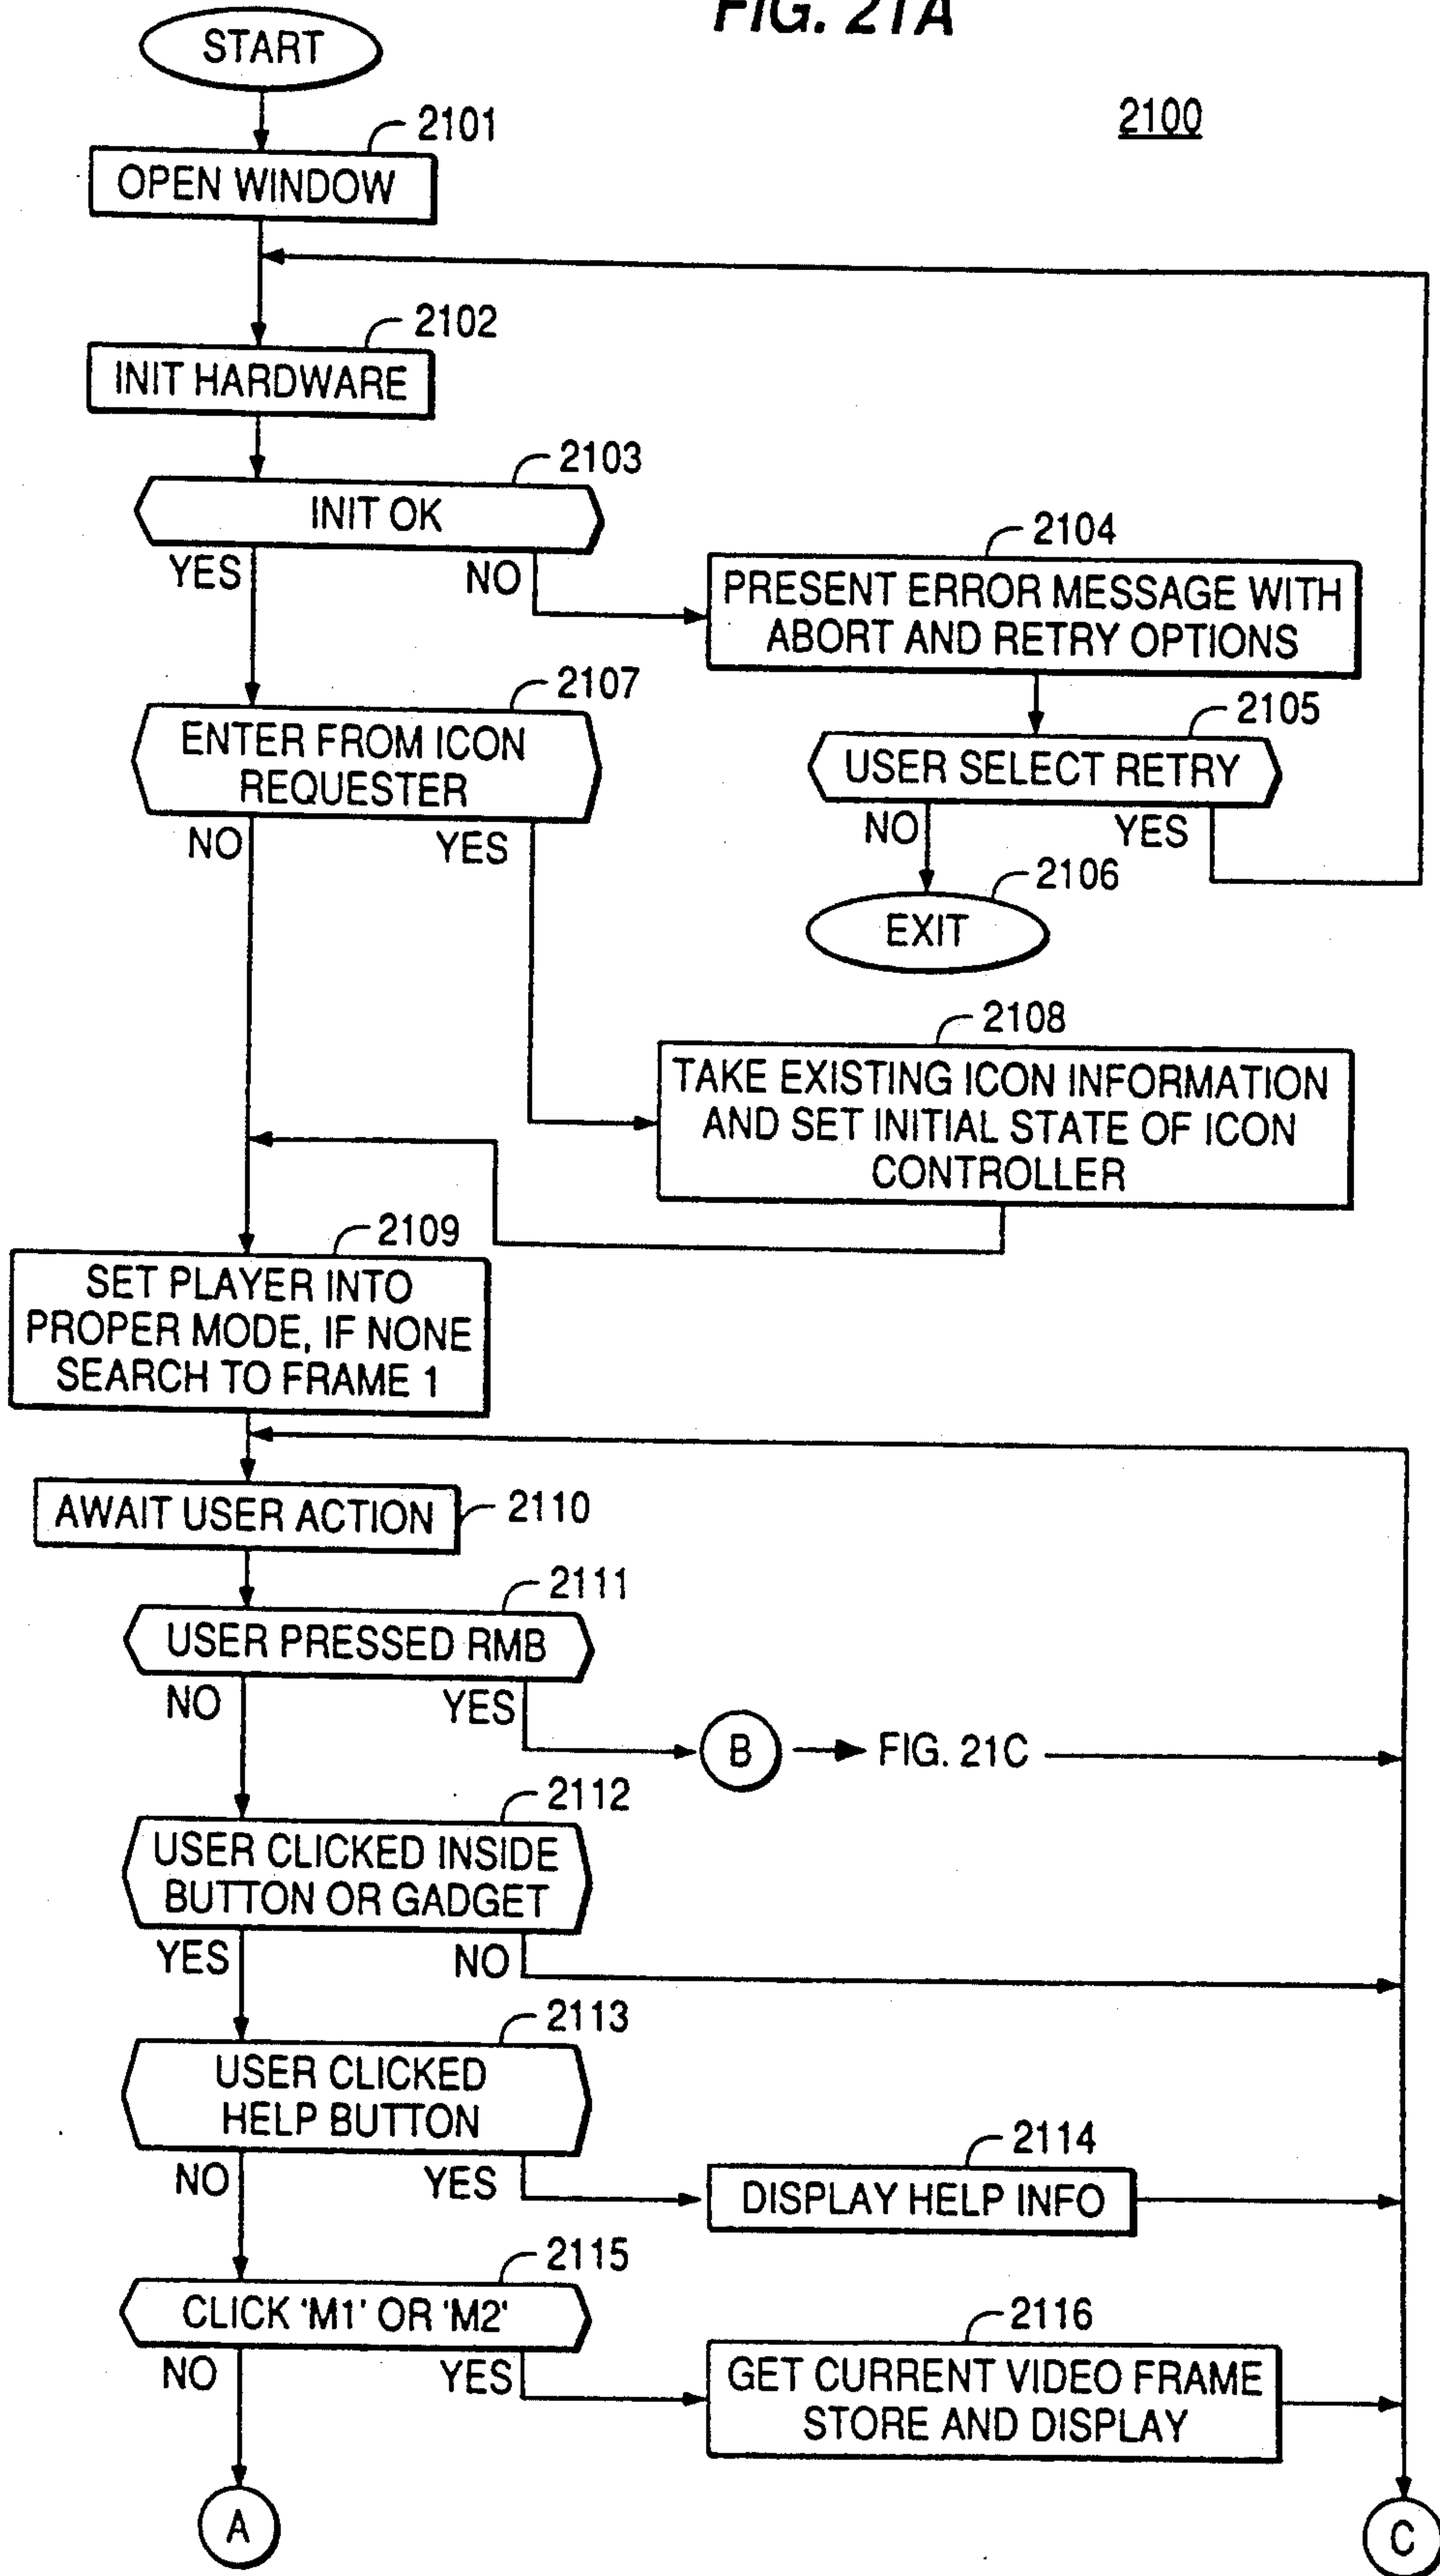 FIG. 21A
START
2100
2101
OPEN WINDOW
2102
INIT HARDWARE
2103
INIT OK
YES
NO
2104
PRESENT ERROR MESSAGE WITH
ABORT AND RETRY OPTIONS
2107
ENTER FROM ICON
REQUESTER
2105
USER SELECT RETRY
NO
YES
NO
YES
2106
EXIT
2108
TAKE EXISTING ICON INFORMATION
AND SET INITIAL STATE OF ICON
CONTROLLER
2109
SET PLAYER INTO
PROPER MODE, IF NONE
SEARCH TO FRAME 1
AWAIT USER ACTION
2110
2111
USER PRESSED RMB
NO
YES
B
FIG. 21C
2112
USER CLICKED INSIDE
BUTTON OR GADGET
YES
NO
2113
USER CLICKED
HELP BUTTON
NO
YES
2114
DISPLAY HELP INFO
2115
CLICK 'M1' OR 'M2'
NO
YES
2116
GET CURRENT VIDEO FRAME
STORE AND DISPLAY
A
C